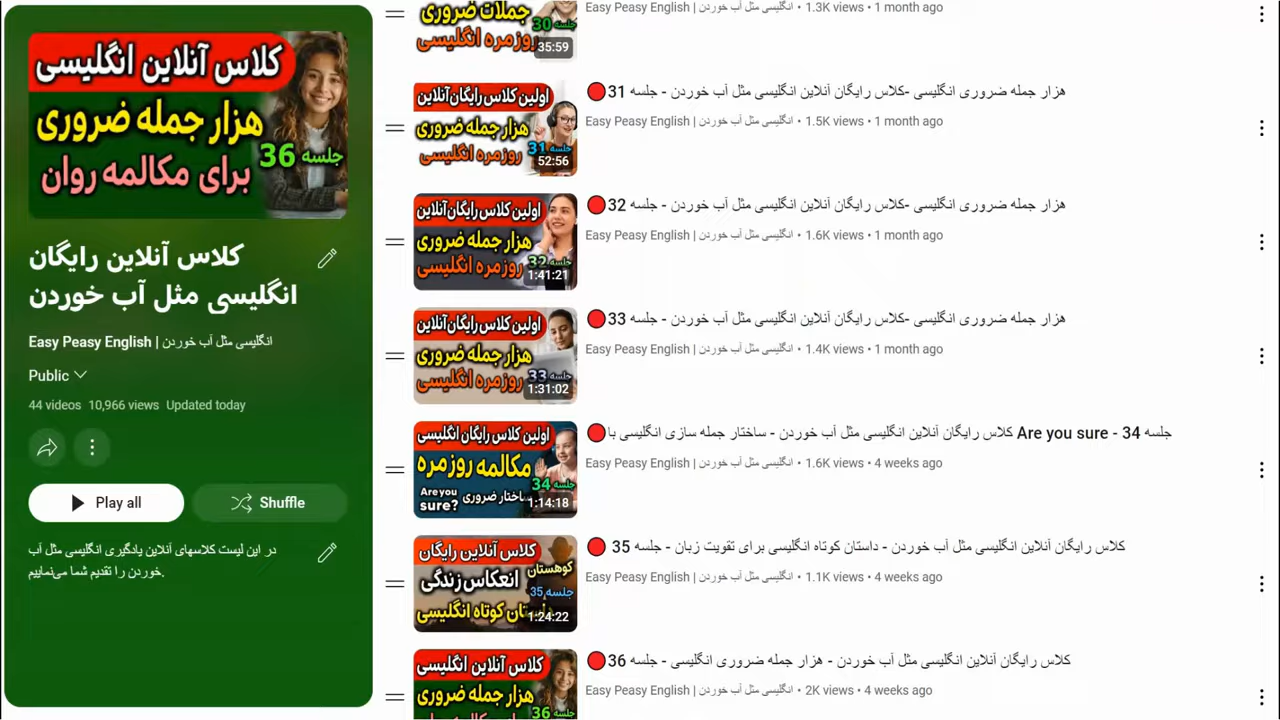 کلاس آنلاین انگلیسی
هزار جمله ضروری
جلسه 36
برای مکالمه روان
کلاس آنلاین رایگان
انگلیسی مثل آب خوردن
Easy Peasy English | انگلیسی مثل آب خوردن
Public
44 videos 10,966 views Updated today
Play all
Shuffle
در این لیست کلاسهای آنلاین یادگیری انگلیسی مثل آب
خوردن را تقدیم شما می‌نماییم.
جملات ضروری
جلسه 30
روزمره انگلیسی
35:59
Easy Peasy English | انگلیسی مثل آب خوردن • 1.3K views • 1 month ago
اولین کلاس رایگان آنلاین
هزار جمله ضروری
جلسه 31
روزمره انگلیسی
52:56
هزار جمله ضروری انگلیسی -کلاس رایگان آنلاین انگلیسی مثل آب خوردن - جلسه 31
Easy Peasy English | انگلیسی مثل آب خوردن • 1.5K views • 1 month ago
اولین کلاس رایگان آنلاین
هزار جمله ضروری
جلسه 32
روزمره انگلیسی
1:41:21
هزار جمله ضروری انگلیسی -کلاس رایگان آنلاین انگلیسی مثل آب خوردن - جلسه 32
Easy Peasy English | انگلیسی مثل آب خوردن • 1.6K views • 1 month ago
اولین کلاس رایگان آنلاین
هزار جمله ضروری
جلسه 33
روزمره انگلیسی
1:31:02
هزار جمله ضروری انگلیسی -کلاس رایگان آنلاین انگلیسی مثل آب خوردن - جلسه 33
Easy Peasy English | انگلیسی مثل آب خوردن • 1.4K views • 1 month ago
اولین کلاس رایگان انگلیسی
مکالمه روزمره
جلسه 34
ساختار ضروری Are you
sure?
1:14:18
کلاس رایگان آنلاین انگلیسی مثل آب خوردن - ساختار جمله سازی انگلیسی با Are you sure - جلسه 34
Easy Peasy English | انگلیسی مثل آب خوردن • 1.6K views • 4 weeks ago
کلاس آنلاین رایگان
کوهستان
انعکاس زندگی
جلسه 35
داستان کوتاه انگلیسی
1:24:22
کلاس رایگان آنلاین انگلیسی مثل آب خوردن - داستان کوتاه انگلیسی برای تقویت زبان - جلسه 35
Easy Peasy English | انگلیسی مثل آب خوردن • 1.1K views • 4 weeks ago
کلاس آنلاین انگلیسی
هزار جمله ضروری
جلسه 36
کلاس رایگان آنلاین انگلیسی مثل آب خوردن - هزار جمله ضروری انگلیسی - جلسه 36
Easy Peasy English | انگلیسی مثل آب خوردن • 2K views • 4 weeks ago